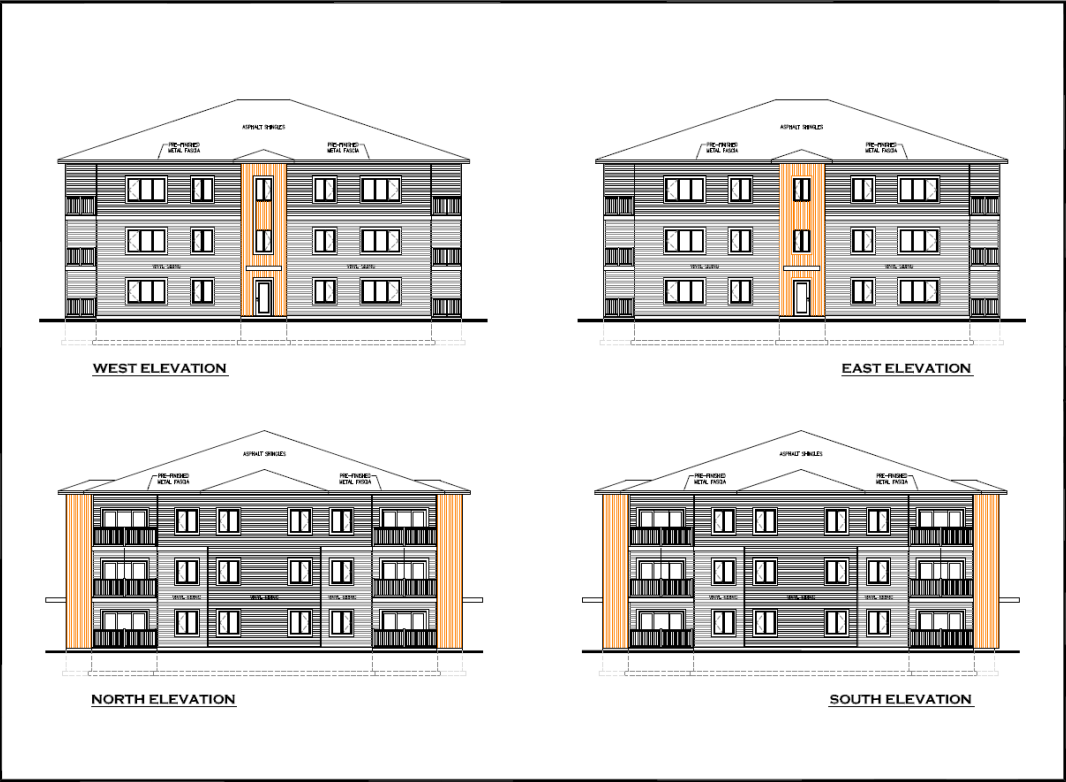 ASPHALT SHINGLES
PRE-FINISHED
METAL FASCIA
PRE-FINISHED
METAL FASCIA
VINYL SIDING
VINYL SIDING
WEST ELEVATION
ASPHALT SHINGLES
PRE-FINISHED
METAL FASCIA
PRE-FINISHED
METAL FASCIA
VINYL SIDING
VINYL SIDING
EAST ELEVATION
ASPHALT SHINGLES
PRE-FINISHED
METAL FASCIA
PRE-FINISHED
METAL FASCIA
VINYL SIDING
VINYL SIDING
VINYL SIDING
NORTH ELEVATION
ASPHALT SHINGLES
PRE-FINISHED
METAL FASCIA
PRE-FINISHED
METAL FASCIA
VINYL SIDING
VINYL SIDING
VINYL SIDING
SOUTH ELEVATION